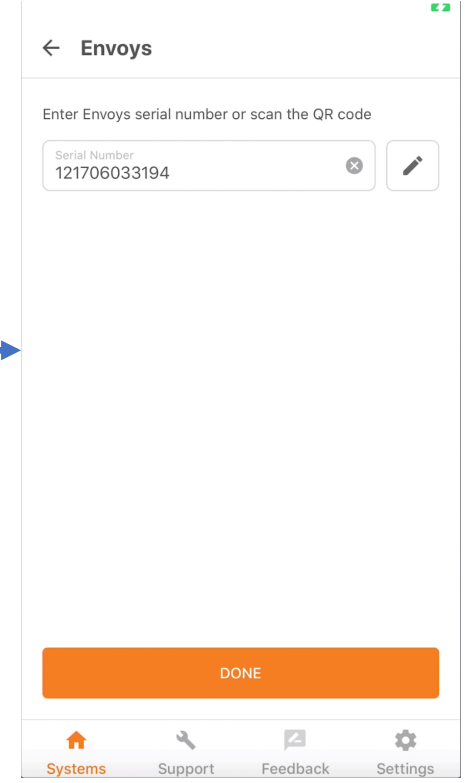 Envoys
Enter Envoys serial number or scan the QR code
Serial Number
121706033194
DONE
Systems Support Feedback Settings